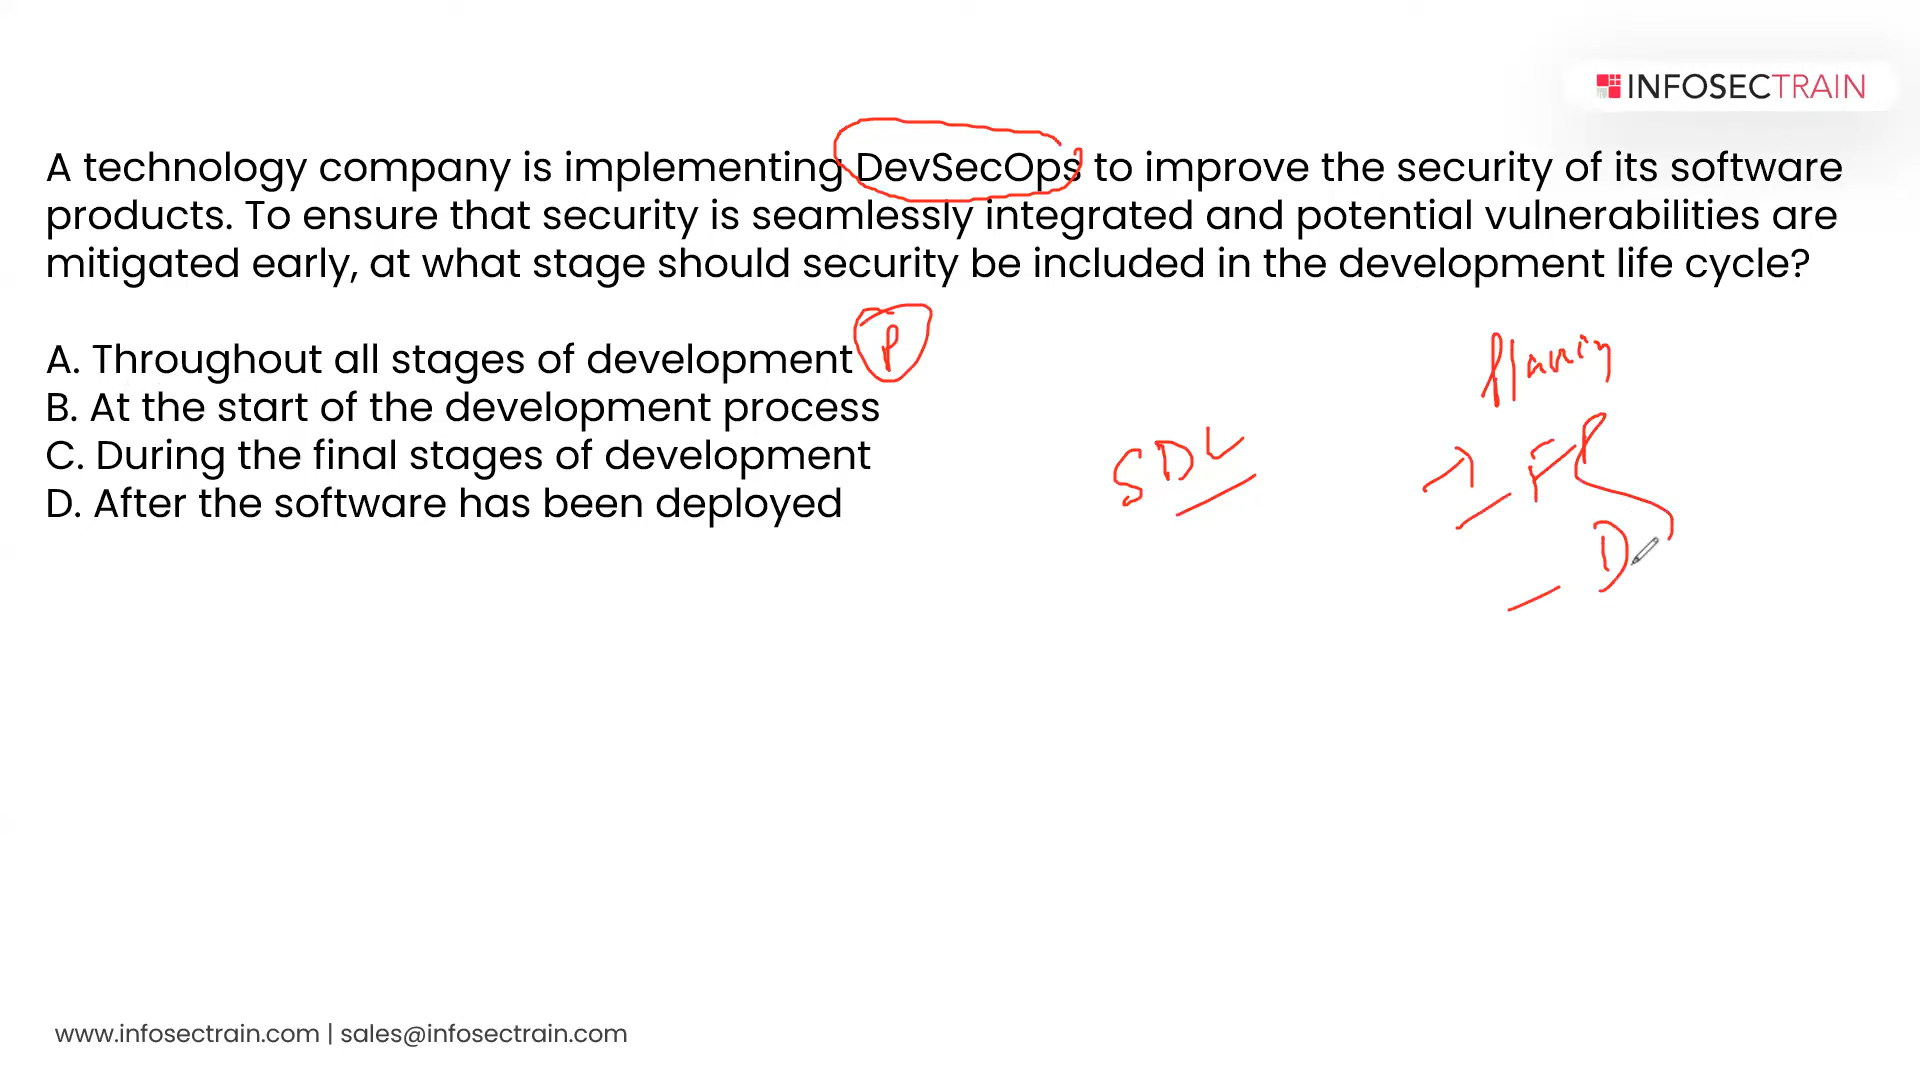 INFOSECTRAIN
A technology company is implementing DevSecOps to improve the security of its software
products. To ensure that security is seamlessly integrated and potential vulnerabilities are
mitigated early, at what stage should security be included in the development life cycle?
A. Throughout all stages of development P
B. At the start of the development process
C. During the final stages of development
D. After the software has been deployed
SDL
FP
D
www.infosectrain.com | sales@infosectrain.com